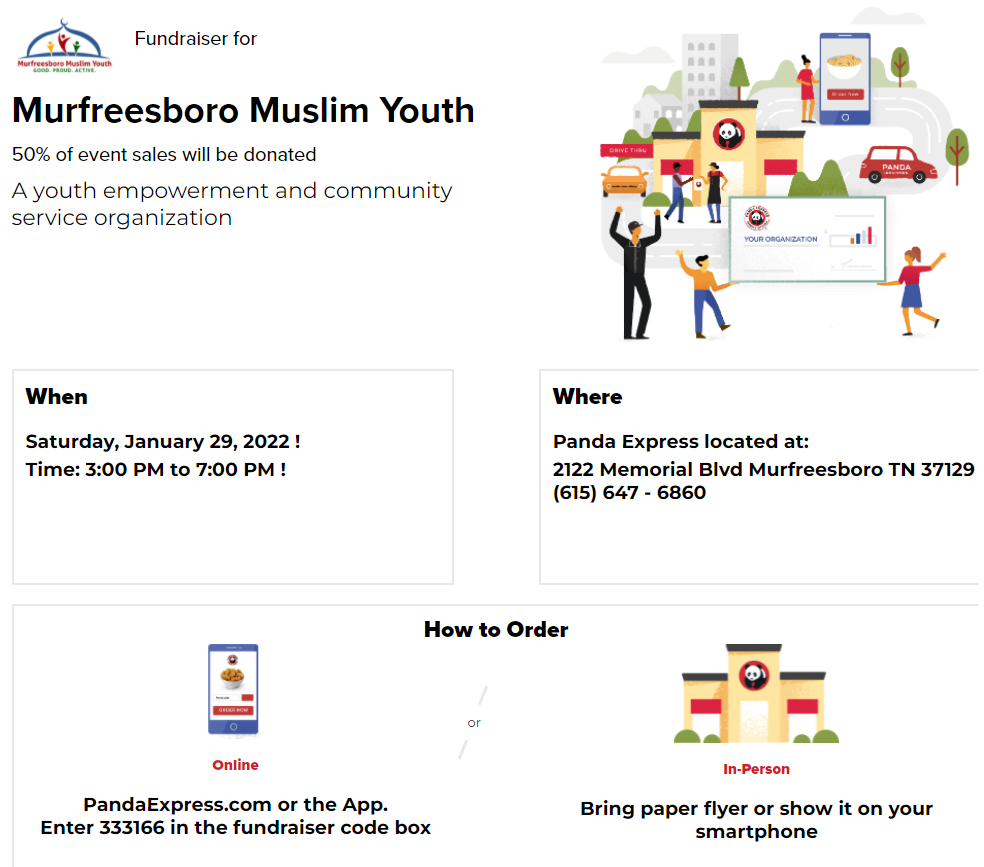 Murfreesboro Muslim Youth
GOOD. PROUD. ACTIVE.
Fundraiser for
Murfreesboro Muslim Youth
50% of event sales will be donated
A youth empowerment and community
service organization
Order Now
DRIVE THRU
PANDA
YOUR ORGANIZATION
When
Saturday, January 29, 2022 !
Time: 3:00 PM to 7:00 PM !
Where
Panda Express located at:
2122 Memorial Blvd Murfreesboro TN 37129
(615) 647 - 6860
How to Order
ORDER NOW
or
Online
In-Person
PandaExpress.com or the App.
Enter 333166 in the fundraiser code box
Bring paper flyer or show it on your
smartphone